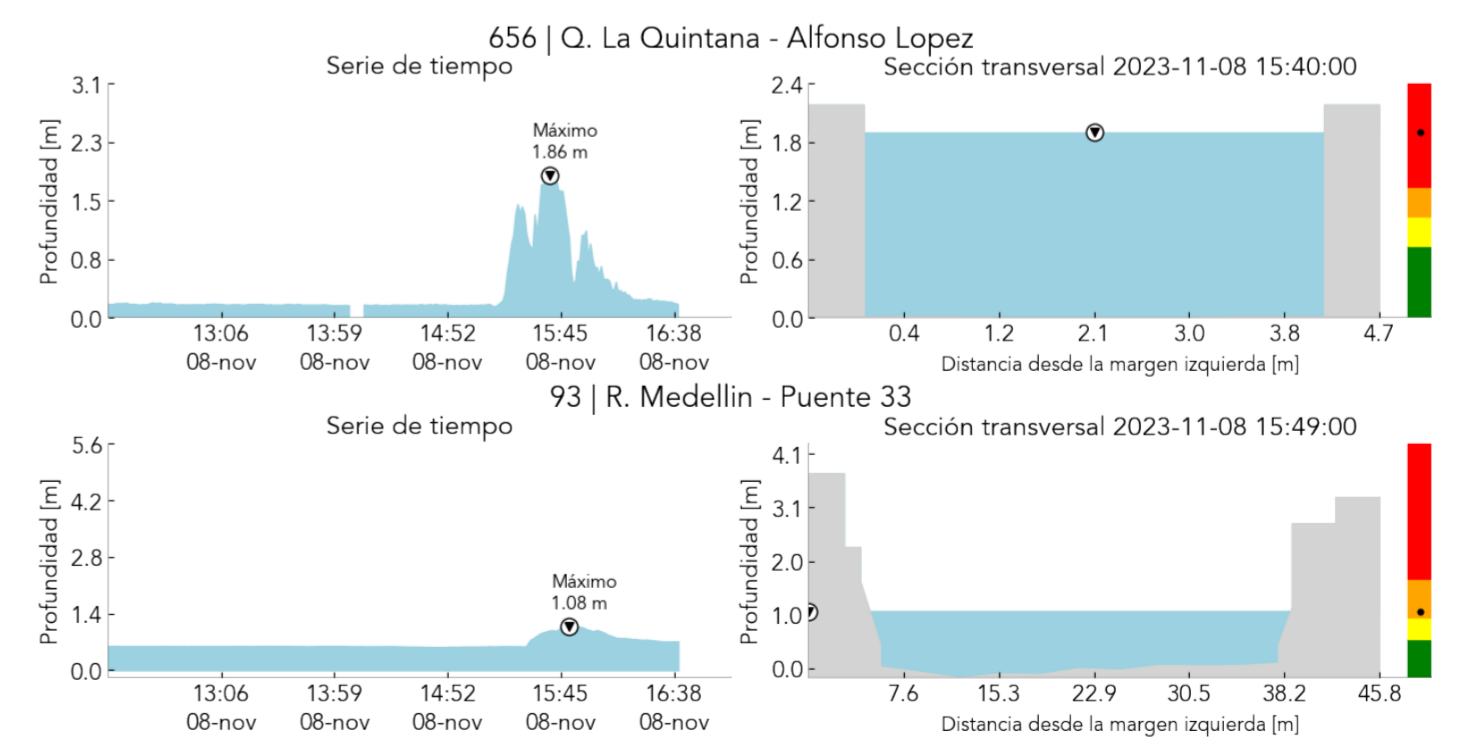 656 | Q. La Quintana - Alfonso Lopez
Serie de tiempo
Profundidad [m]
3.1
2.3
1.5
0.8
0.0
Máximo
1.86 m
13:06 13:59 14:52 15:45 16:38
08-nov 08-nov 08-nov 08-nov 08-nov
Sección transversal 2023-11-08 15:40:00
Profundidad [m]
2.4
1.8
1.2
0.6
0.0
0.4 1.2 2.1 3.0 3.8 4.7
Distancia desde la margen izquierda [m]
93 | R. Medellin - Puente 33
Serie de tiempo
Profundidad [m]
5.6
4.2
2.8
1.4
0.0
Máximo
1.08 m
13:06 13:59 14:52 15:45 16:38
08-nov 08-nov 08-nov 08-nov 08-nov
Sección transversal 2023-11-08 15:49:00
Profundidad [m]
4.1
3.1
2.0
1.0
0.0
7.6 15.3 22.9 30.5 38.2 45.8
Distancia desde la margen izquierda [m]